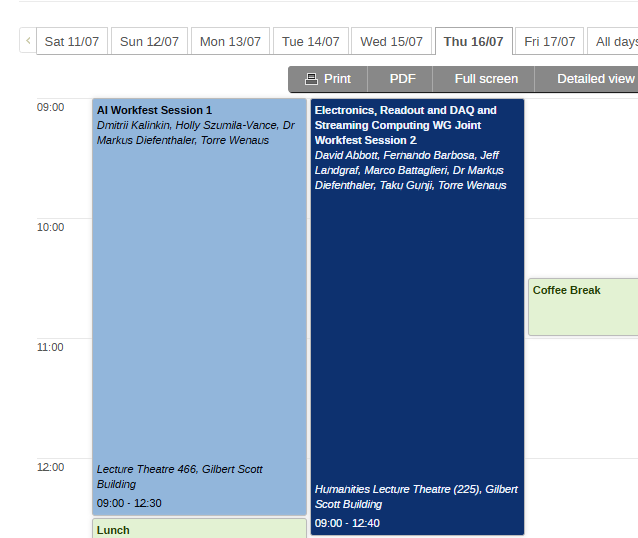 ‹ Sat 11/07 Sun 12/07 Mon 13/07 Tue 14/07 Wed 15/07 Thu 16/07 Fri 17/07 All days
Print PDF Full screen Detailed view
09:00
AI Workfest Session 1
Dmitrii Kalinkin, Holly Szumila-Vance, Dr
Markus Diefenthaler, Torre Wenaus
Lecture Theatre 466, Gilbert Scott
Building
09:00 - 12:30
Lunch
Electronics, Readout and DAQ and
Streaming Computing WG Joint
Workfest Session 2
David Abbott, Fernando Barbosa, Jeff
Landgraf, Marco Battaglieri, Dr Markus
Diefenthaler, Taku Gunji, Torre Wenaus
Humanities Lecture Theatre (225), Gilbert
Scott Building
09:00 - 12:40
10:00
Coffee Break
11:00
12:00